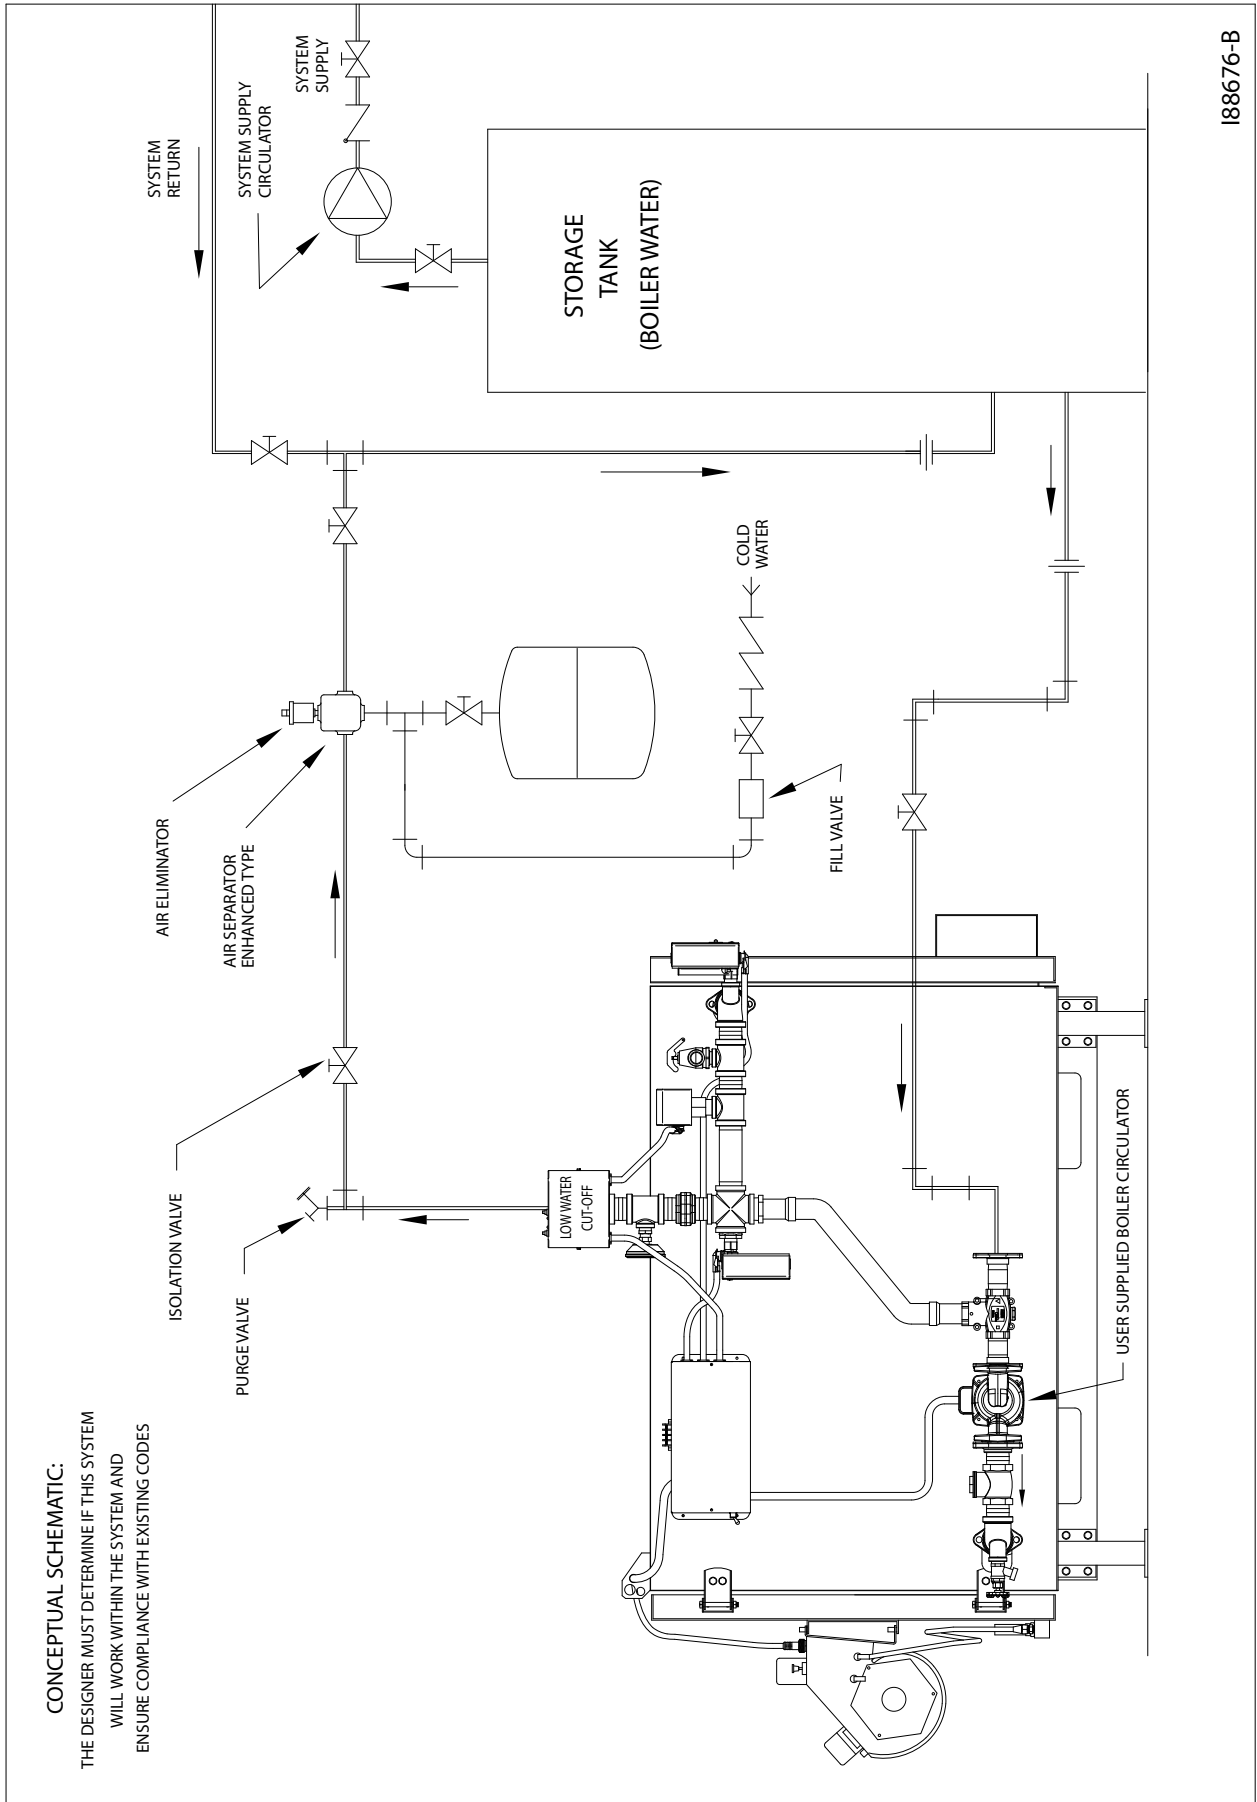 CONCEPTUAL SCHEMATIC:
THE DESIGNER MUST DETERMINE IF THIS SYSTEM
WILL WORK WITHIN THE SYSTEM AND
ENSURE COMPLIANCE WITH EXISTING CODES
PURGE VALVE
ISOLATION VALVE
AIR SEPARATOR
ENHANCED TYPE
AIR ELIMINATOR
SYSTEM
RETURN
SYSTEM SUPPLY
CIRCULATOR
SYSTEM
SUPPLY
LOW WATER
CUT-OFF
FILL VALVE
COLD
WATER
STORAGE
TANK
(BOILER WATER)
USER SUPPLIED BOILER CIRCULATOR
I88676-B